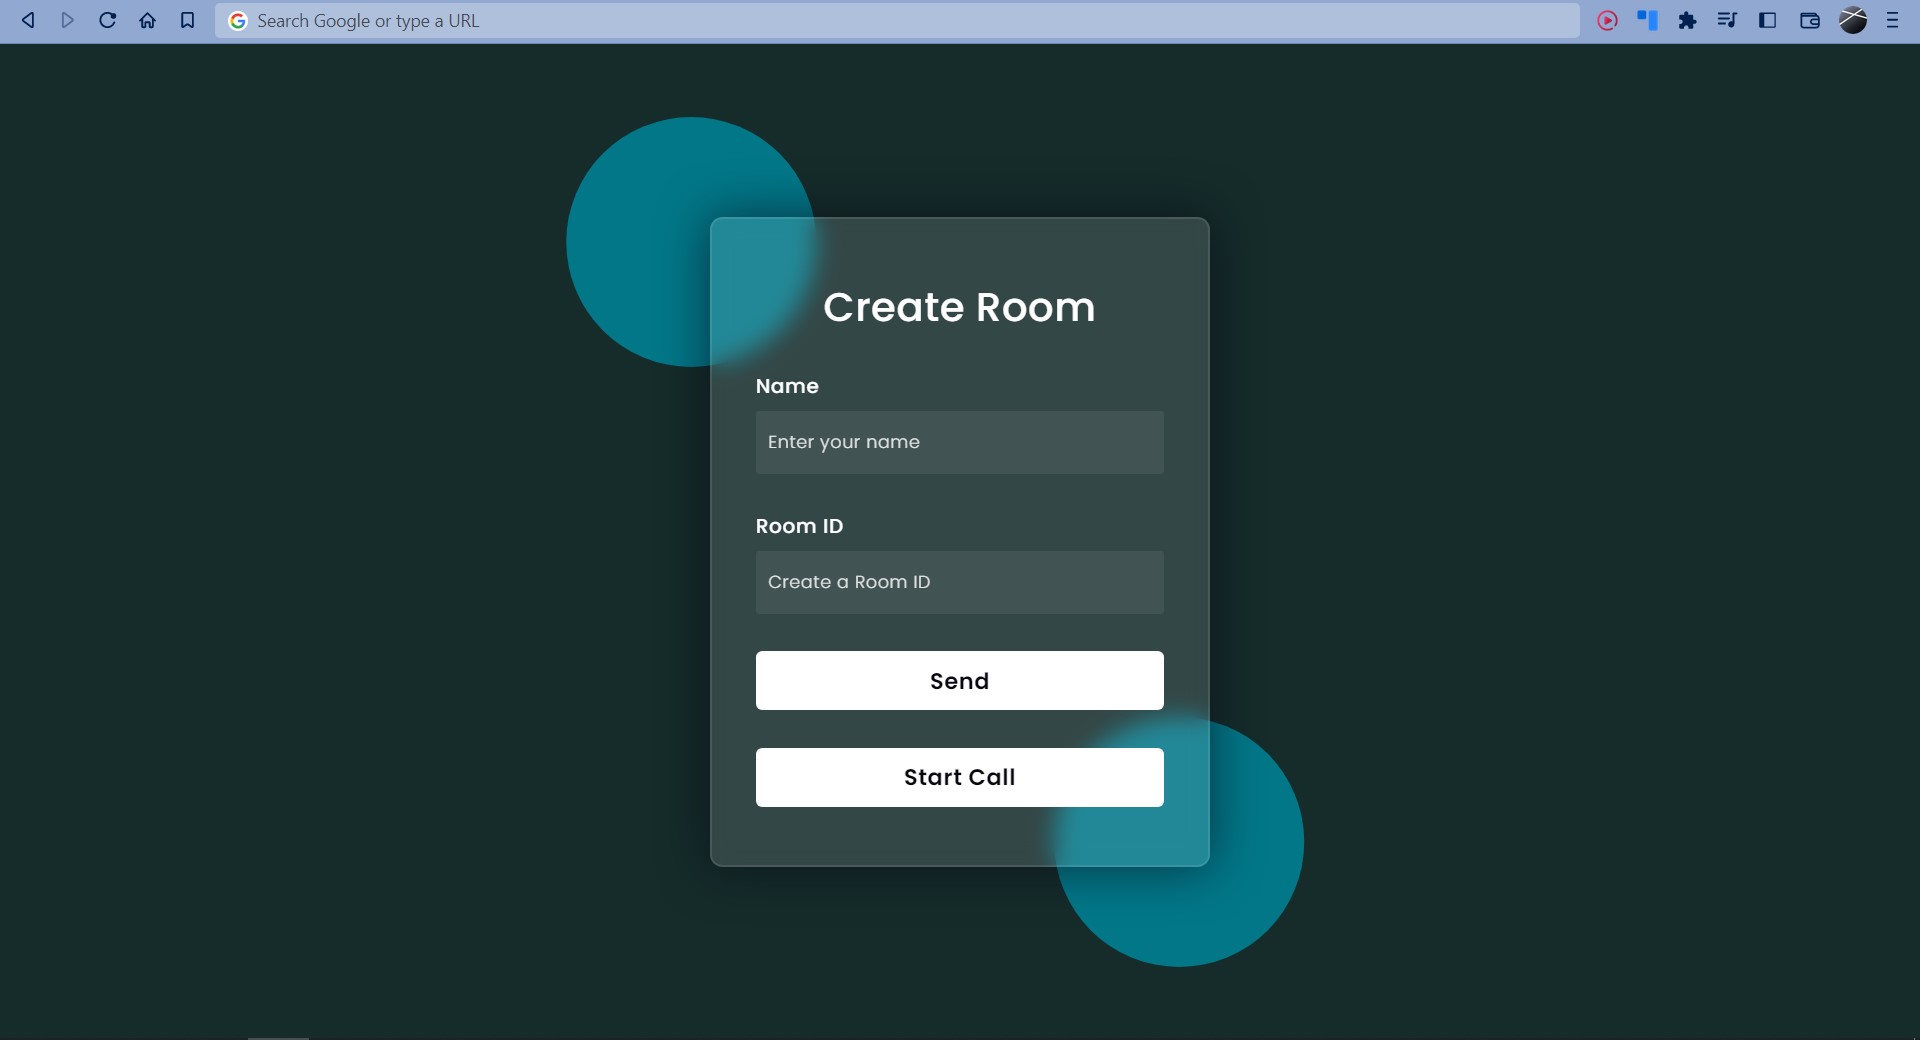 Search Google or type a URL
Create Room
Name
Enter your name
Room ID
Create a Room ID
Send
Start Call